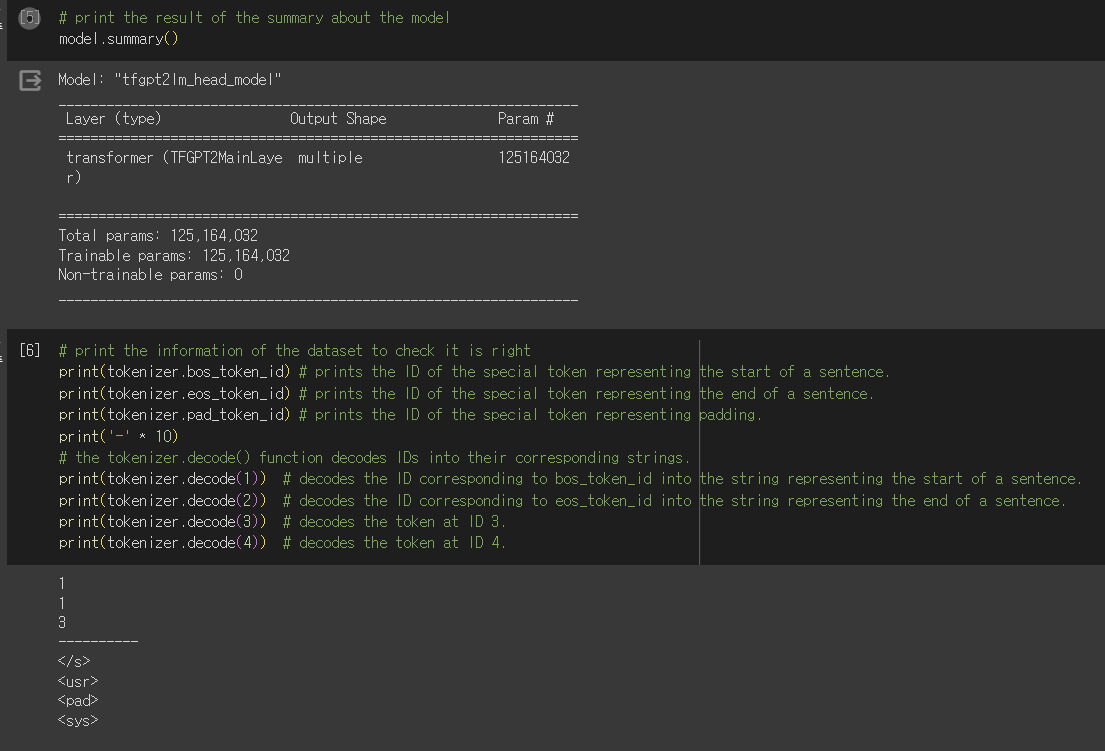 [5]
# print the result of the summary about the model
model.summary()
Model: "tfgpt2lm_head_model"
_________________________________________________________________
Layer (type)                Output Shape              Param #
=================================================================
transformer (TFGPT2MainLaye  multiple                 125164032
r)
=================================================================
Total params: 125,164,032
Trainable params: 125,164,032
Non-trainable params: 0
_________________________________________________________________
[6] # print the information of the dataset to check it is right
print(tokenizer.bos_token_id) # prints the ID of the special token representing the start of a sentence.
print(tokenizer.eos_token_id) # prints the ID of the special token representing the end of a sentence.
print(tokenizer.pad_token_id) # prints the ID of the special token representing padding.
print('-' * 10)
# the tokenizer.decode() function decodes IDs into their corresponding strings.
print(tokenizer.decode(1))  # decodes the ID corresponding to bos_token_id into the string representing the start of a sentence.
print(tokenizer.decode(2))  # decodes the ID corresponding to eos_token_id into the string representing the end of a sentence.
print(tokenizer.decode(3))  # decodes the token at ID 3.
print(tokenizer.decode(4))  # decodes the token at ID 4.
1
1
3
----------
</s>
<usr>
<pad>
<sys>